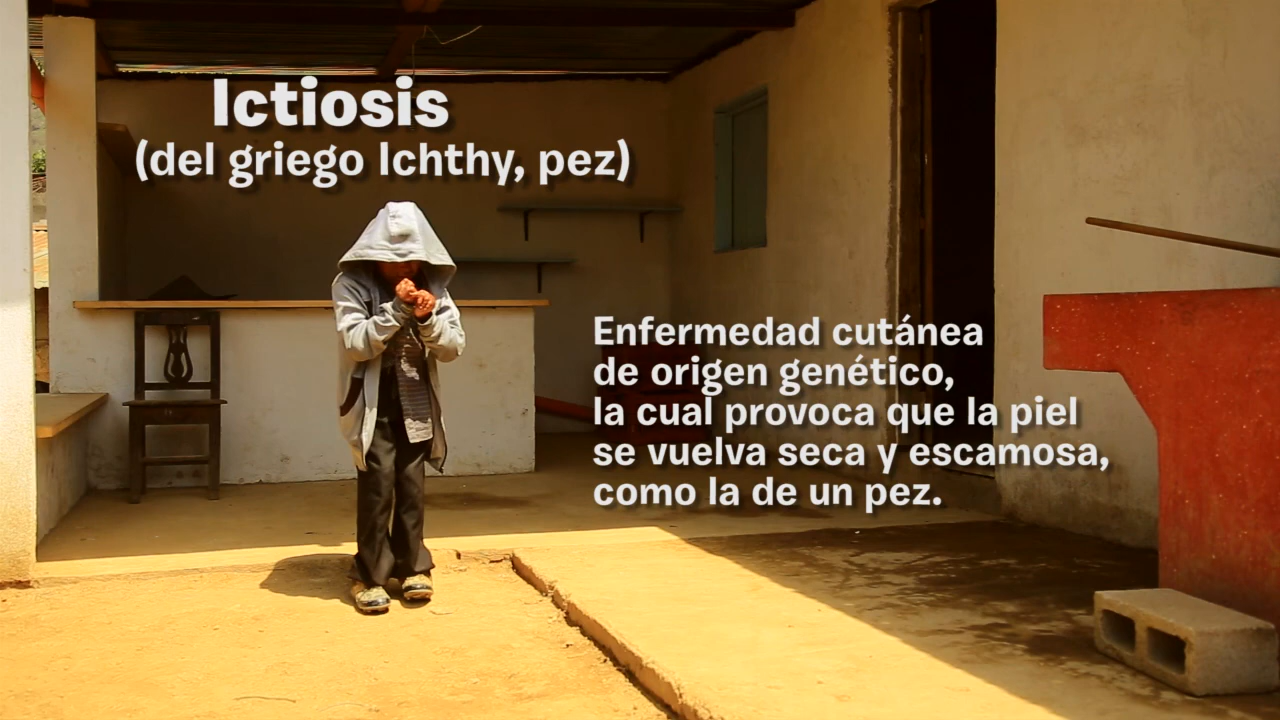 Ictiosis
(del griego Ichthy, pez)
Enfermedad cutánea
de origen genético,
la cual provoca que la piel
se vuelva seca y escamosa,
como la de un pez.